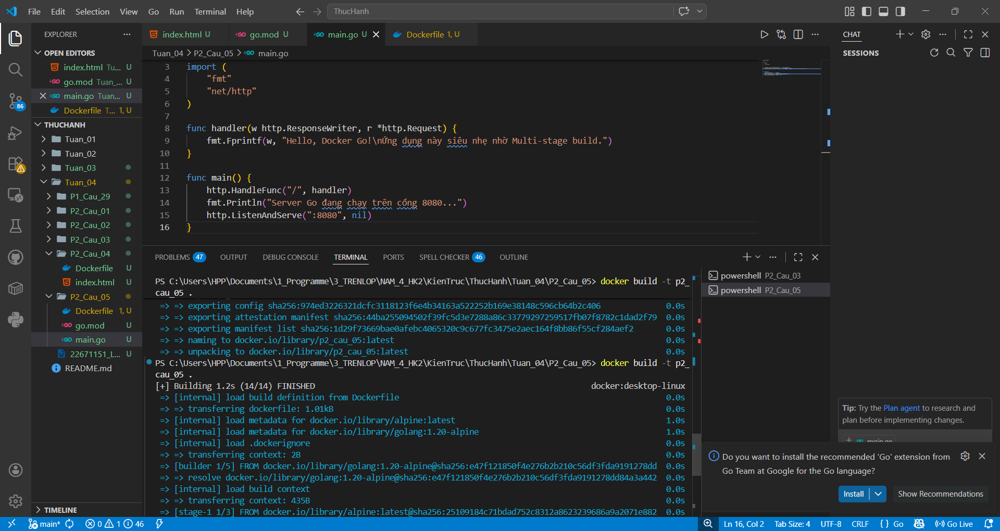 File Edit Selection View Go Run Terminal Help
ThucHanh
EXPLORER
OPEN EDITORS
index.html Tu... U
go.mod Tuan_... U
main.go Tuan... U
Dockerfile T... 1, U
THUCHANH
Tuan_01
Tuan_02
Tuan_03
Tuan_04
P1_Cau_29
P2_Cau_01
P2_Cau_02
P2_Cau_03
P2_Cau_04
Dockerfile U
index.html U
P2_Cau_05
Dockerfile 1, U
go.mod U
main.go U
22671151_L... U
README.md
TIMELINE
86
index.html U
go.mod U
main.go U
Dockerfile 1, U
Tuan_04 > P2_Cau_05 > main.go
3 import (
4 "fmt"
5 "net/http"
6 )
7
8 func handler(w http.ResponseWriter, r *http.Request) {
9 fmt.Fprintf(w, "Hello, Docker Go!\nỨng dụng này siêu nhẹ nhờ Multi-stage build.")
10 }
11
12 func main() {
13 http.HandleFunc("/", handler)
14 fmt.Println("Server Go đang chạy trên cổng 8080...")
15 http.ListenAndServe(":8080", nil)
16 }
PROBLEMS 47 OUTPUT DEBUG CONSOLE TERMINAL PORTS SPELL CHECKER 46 OUTLINE
PS C:\Users\HPP\Documents\1_Programme\3_TRENLOP\NAM_4_HK2\KienTruc\ThucHanh\Tuan_04\P2_Cau_05> docker build -t p2_
cau_05 .
=> => exporting config sha256:974ed3226321dcfc3118123f6e4b34163a522252b169e38148c596cb64b2c406 0.0s
=> => exporting attestation manifest sha256:44ba255094502f39fc5d3e7288a86c33779297259517fb07f8782c1dad2f79 0.0s
=> => exporting manifest list sha256:1d29f73669bae0afebc4065320c9c677fc3475e2aec164f8bb86f55cf284aef2 0.0s
=> => naming to docker.io/library/p2_cau_05:latest 0.0s
=> => unpacking to docker.io/library/p2_cau_05:latest 0.0s
PS C:\Users\HPP\Documents\1_Programme\3_TRENLOP\NAM_4_HK2\KienTruc\ThucHanh\Tuan_04\P2_Cau_05> docker build -t p2_
cau_05 .
[+] Building 1.2s (14/14) FINISHED docker:desktop-linux
=> [internal] load build definition from Dockerfile 0.0s
=> => transferring dockerfile: 1.01kB 0.0s
=> [internal] load metadata for docker.io/library/alpine:latest 1.0s
=> [internal] load metadata for docker.io/library/golang:1.20-alpine 1.0s
=> [internal] load .dockerignore 0.0s
=> => transferring context: 2B 0.0s
=> [builder 1/5] FROM docker.io/library/golang:1.20-alpine@sha256:e47f121850f4e276b2b210c56df3fda9191278dd 0.0s
=> => resolve docker.io/library/golang:1.20-alpine@sha256:e47f121850f4e276b2b210c56df3fda9191278dd84a3a442 0.0s
=> [internal] load build context 0.0s
=> => transferring context: 435B 0.0s
=> [stage-1 1/3] FROM docker.io/library/alpine:latest@sha256:25109184c71bdad752c8312a8623239686a9a2071e882 0.0s
powershell P2_Cau_03
powershell P2_Cau_05
CHAT
SESSIONS
Tip: Try the Plan agent to research and
plan before implementing changes.
main.go
Do you want to install the recommended 'Go' extension from
Go Team at Google for the Go language?
Install Show Recommendations
main* 0 1 46 Ln 16, Col 2 Tab Size: 4 UTF-8 CRLF { } Go Go Live